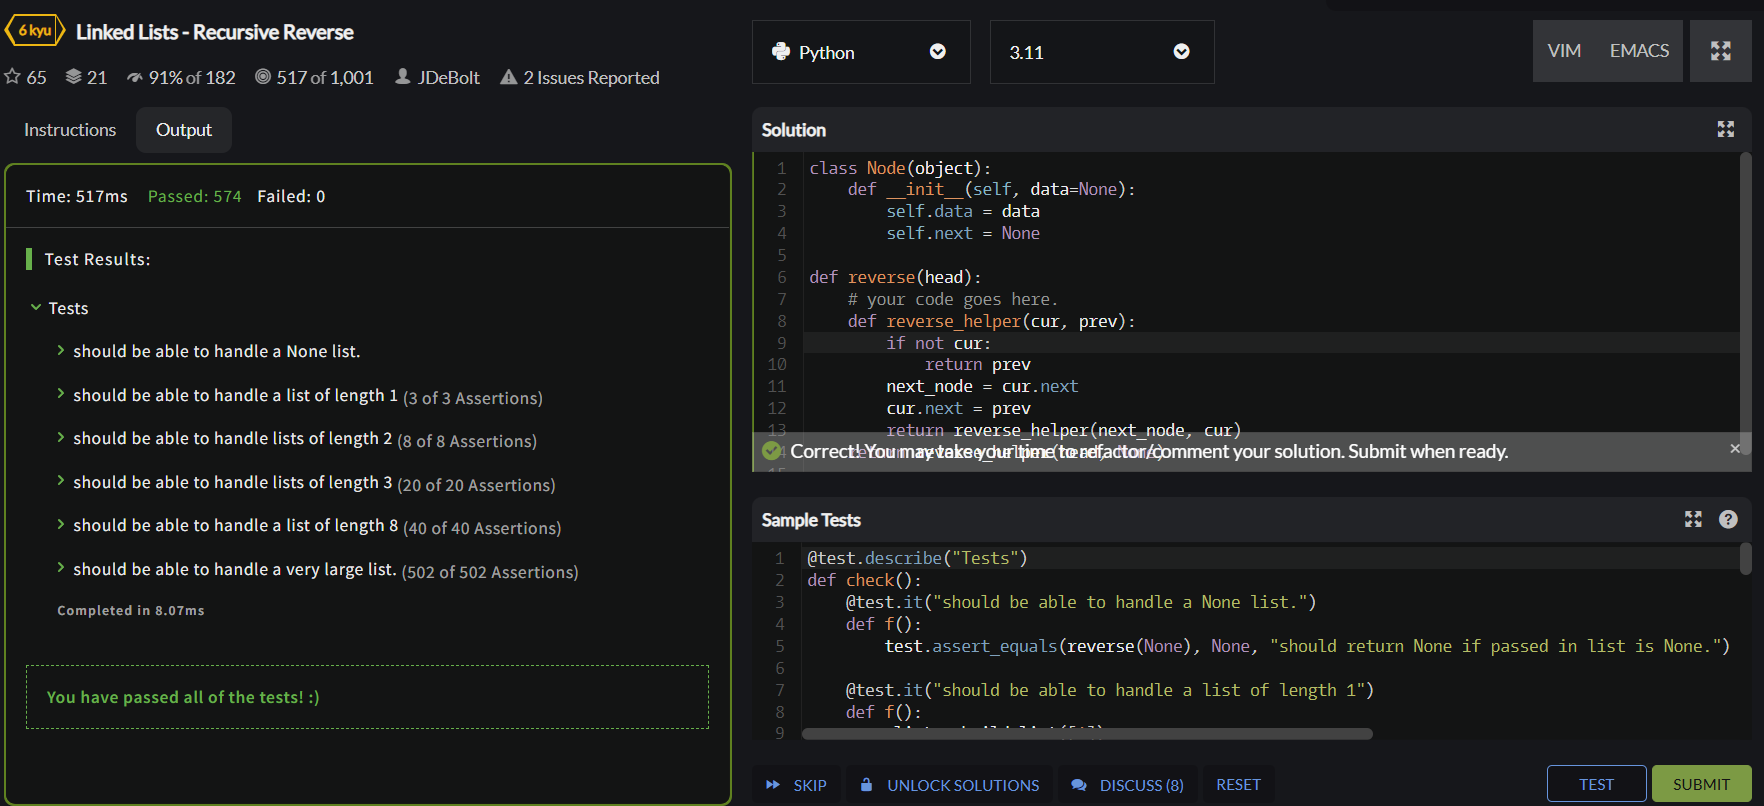 6 kyu Linked Lists - Recursive Reverse
65 21 91% of 182 517 of 1,001 JDeBolt 2 Issues Reported
Instructions Output
Time: 517ms Passed: 574 Failed: 0
Test Results:
Tests
should be able to handle a None list.
should be able to handle a list of length 1 (3 of 3 Assertions)
should be able to handle lists of length 2 (8 of 8 Assertions)
should be able to handle lists of length 3 (20 of 20 Assertions)
should be able to handle a list of length 8 (40 of 40 Assertions)
should be able to handle a very large list. (502 of 502 Assertions)
Completed in 8.07ms
You have passed all of the tests! :)
Python 3.11 VIM EMACS
Solution
1 class Node(object):
2     def __init__(self, data=None):
3         self.data = data
4         self.next = None
5
6 def reverse(head):
7     # your code goes here.
8     def reverse_helper(cur, prev):
9         if not cur:
10             return prev
11         next_node = cur.next
12         cur.next = prev
13         return reverse_helper(next_node, cur)
Correct! You may take your time to refactor/comment your solution. Submit when ready.
Sample Tests
1 @test.describe("Tests")
2 def check():
3     @test.it("should be able to handle a None list.")
4     def f():
5         test.assert_equals(reverse(None), None, "should return None if passed in list is None.")
6
7     @test.it("should be able to handle a list of length 1")
8     def f():
9
SKIP UNLOCK SOLUTIONS DISCUSS (8) RESET TEST SUBMIT